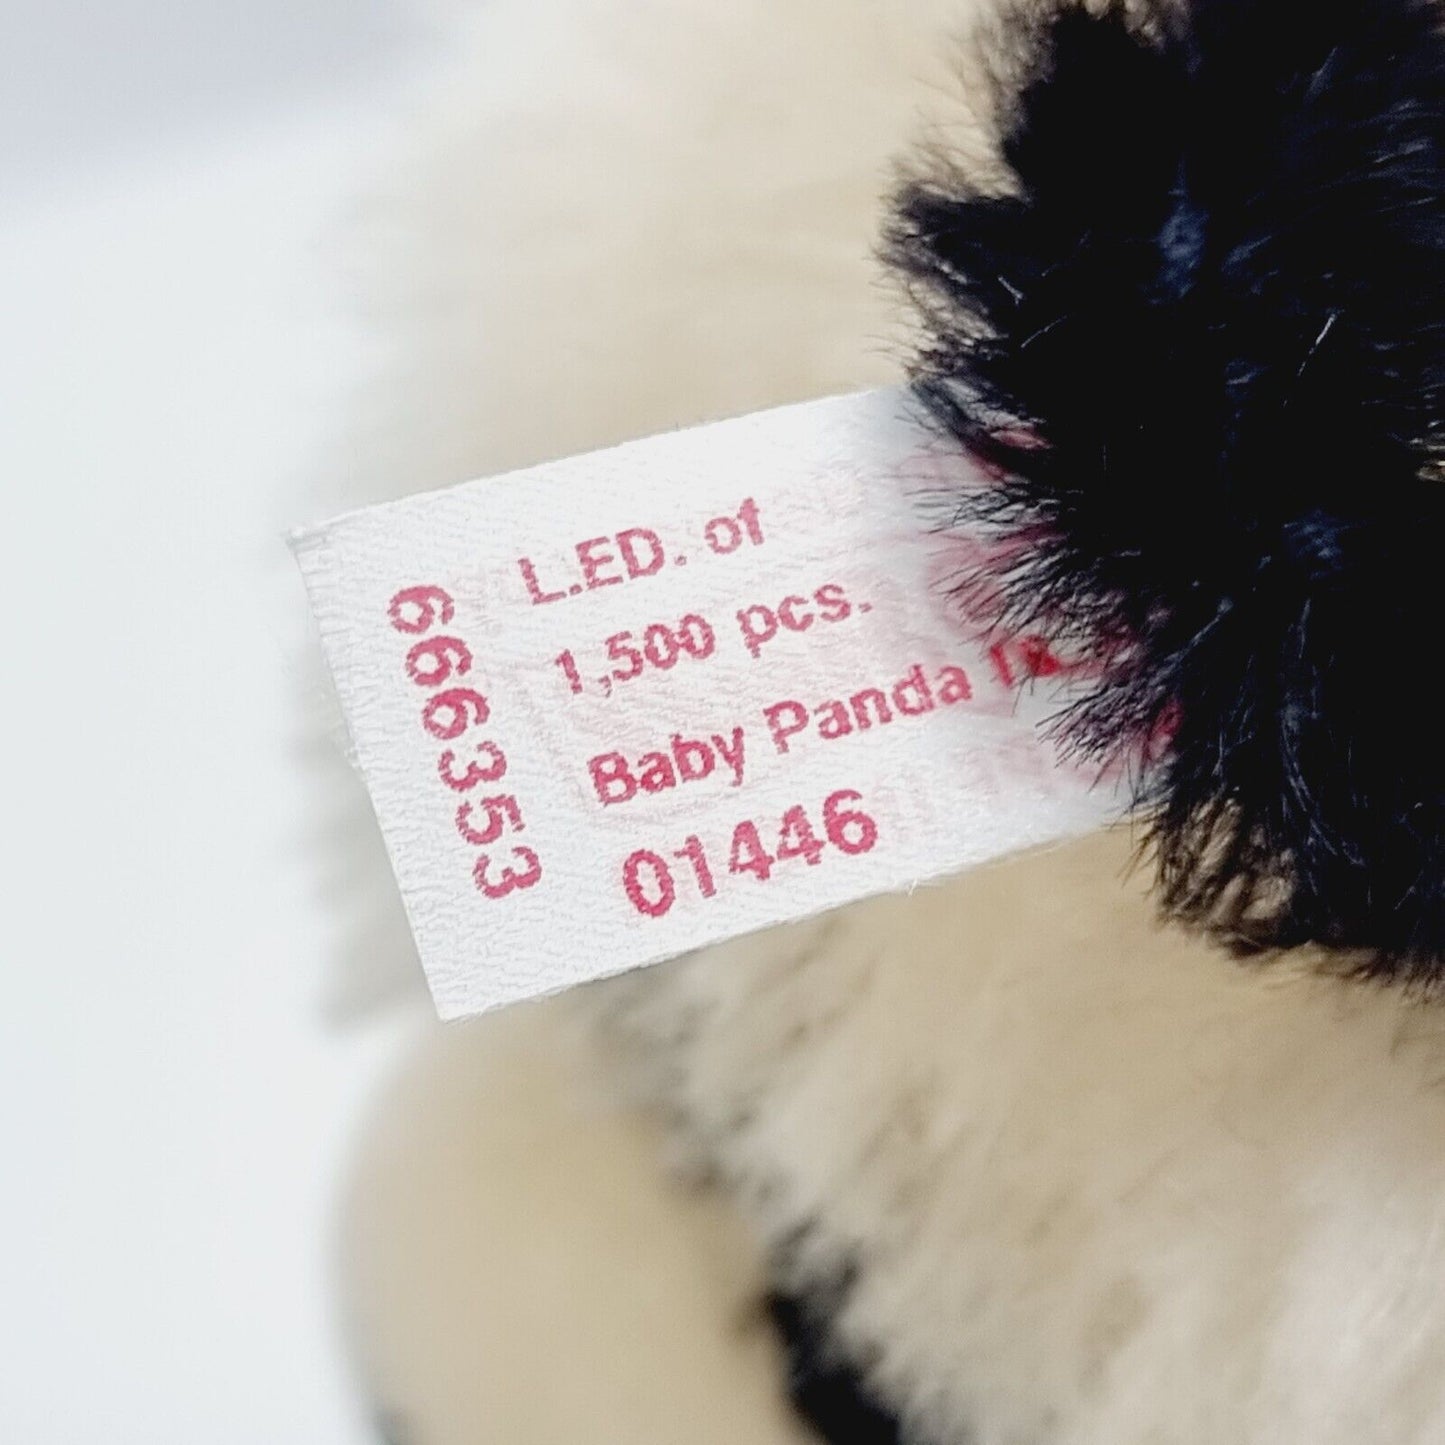 L.ED. of
1,500 pcs.
Baby Panda
01446
666353